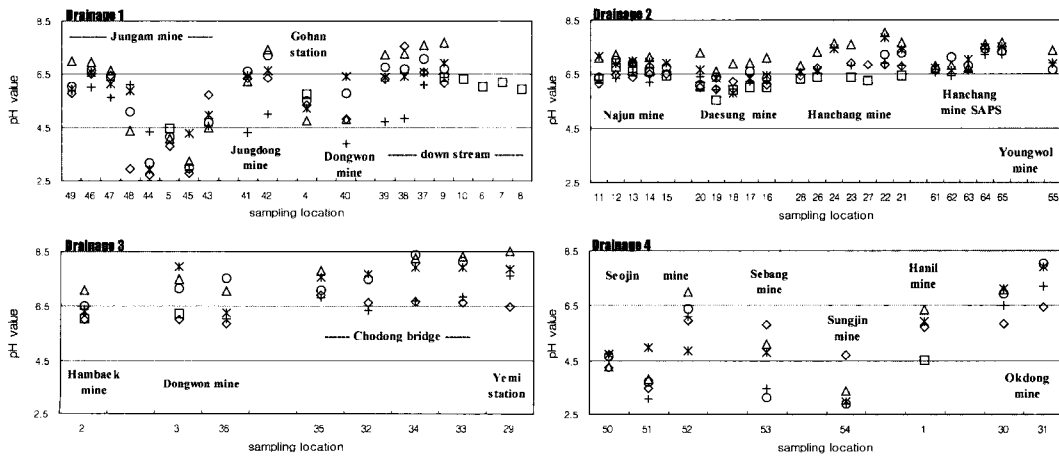 Drainage 1
8.5
6.5
4.5
2.5
pH value
Jungam mine
Gohan
station
Jungdong
mine
Dongwon
mine
down stream
49 46 47 48 44 5 45 43 41 42 4 40 39 38 37 9 10 6 7 8
sampling location
Drainage 2
8.5
6.5
4.5
2.5
pH value
Najun mine
Daesung mine
Hanchang mine
Hanchang
mine SAPS
Youngwol
mine
11 12 13 14 15 20 19 18 17 16 28 26 24 23 27 22 21 61 62 63 64 65 55
sampling location
Drainage 3
8.5
6.5
4.5
2.5
pH value
Hambaek
mine
Dongwon mine
Chodong bridge
Yemi
station
2 3 36 35 32 34 33 29
sampling location
Drainage 4
8.5
6.5
4.5
2.5
pH value
Seojin mine
Sebang
mine
Sungjin
mine
Hanil
mine
Okdong
mine
50 51 52 53 54 1 30 31
sampling location